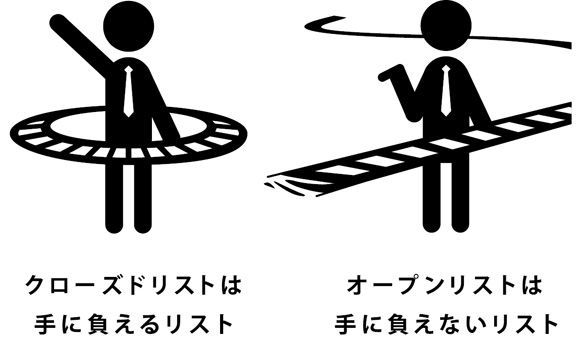 クローズドリストは
手に負えるリスト
オープンリストは
手に負えないリスト